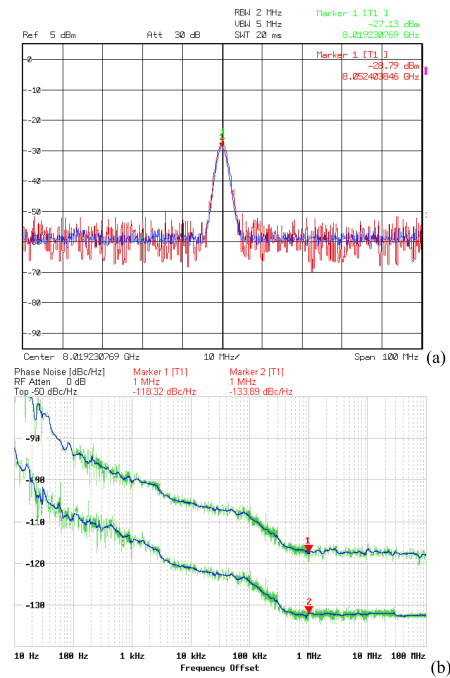 RBW 2 MHz Marker 1 [T1]
VBW 5 MHz -27.13 dBm
Ref 5 dBm Att 30 dB SWT 20 ms 8.019230769 GHz
Marker 1 [T1]
-28.79 dBm
8.052403846 GHz
0
-10
-20
-30
-40
-50
-60
-70
-80
-90
Center 8.019230769 GHz 10 MHz/ Span 100 MHz
(a)
Phase Noise [dBc/Hz] Marker 1 [T1] Marker 2 [T1]
RF Atten 0 dB 1 MHz 1 MHz
Top -50 dBc/Hz -118.32 dBc/Hz -133.89 dBc/Hz
-90
-110
1
-120
2
-130
10 Hz 100 Hz 1 kHz 10 kHz 100 kHz 1 MHz 10 MHz 100 MHz
Frequency Offset
(b)